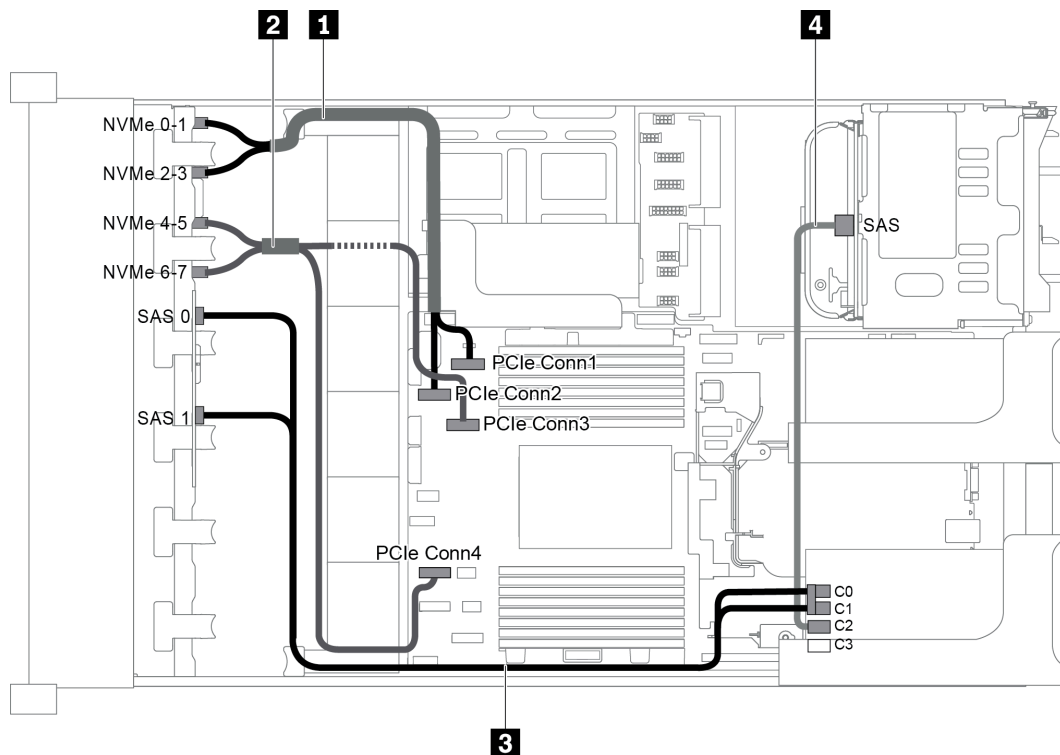 2
1
4
NVMe 0-1
NVMe 2-3
NVMe 4-5
NVMe 6-7
SAS 0
SAS 1
SAS
PCIe Conn1
PCIe Conn2
PCIe Conn3
PCIe Conn4
C0
C1
C2
C3
3